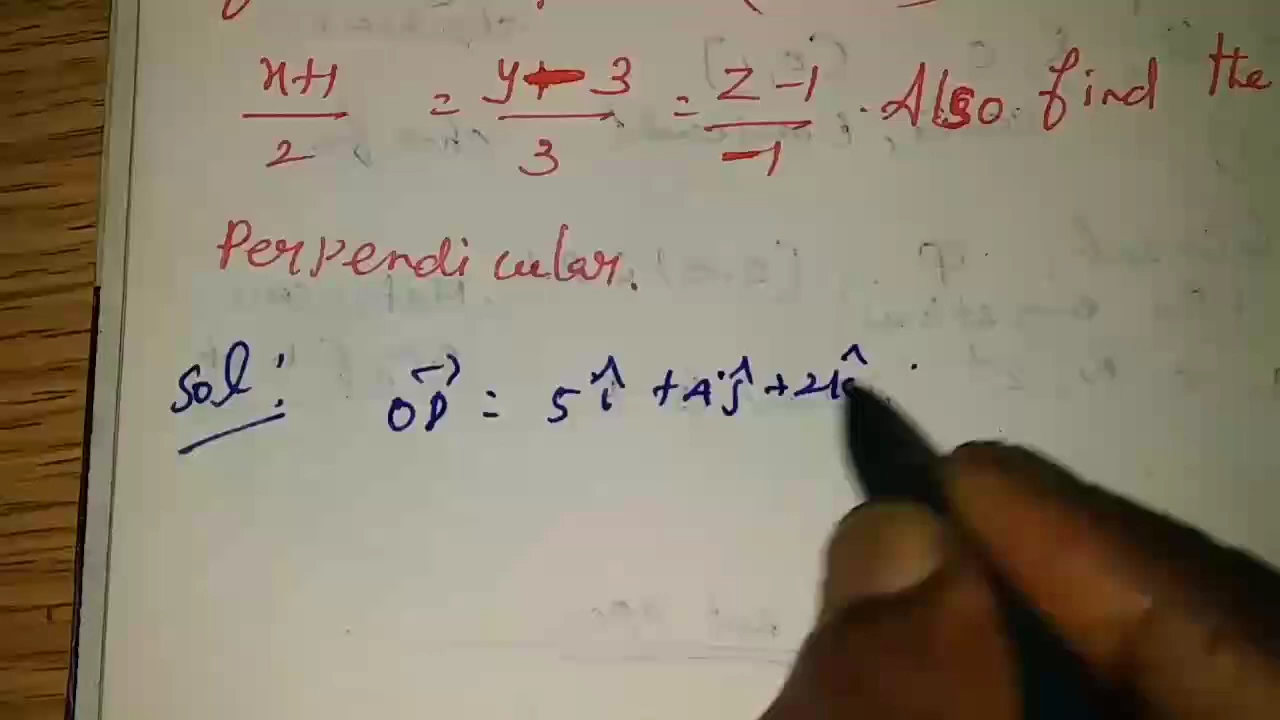 x+1/2 = y-3/3 = z-1/-1 . Also find the
Perpendicular.
Sol: OP = 5î + 4ĵ + 2k̂